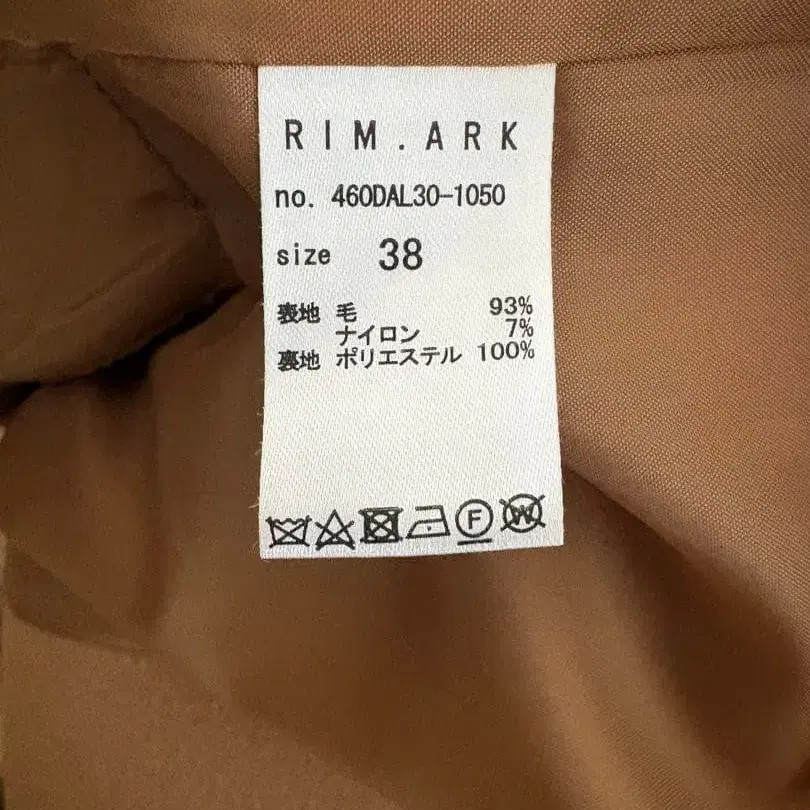 RIM.ARK
no. 460DAL30-1050
size 38
表地 毛 93%
ナイロン 7%
裏地 ポリエステル 100%
F W